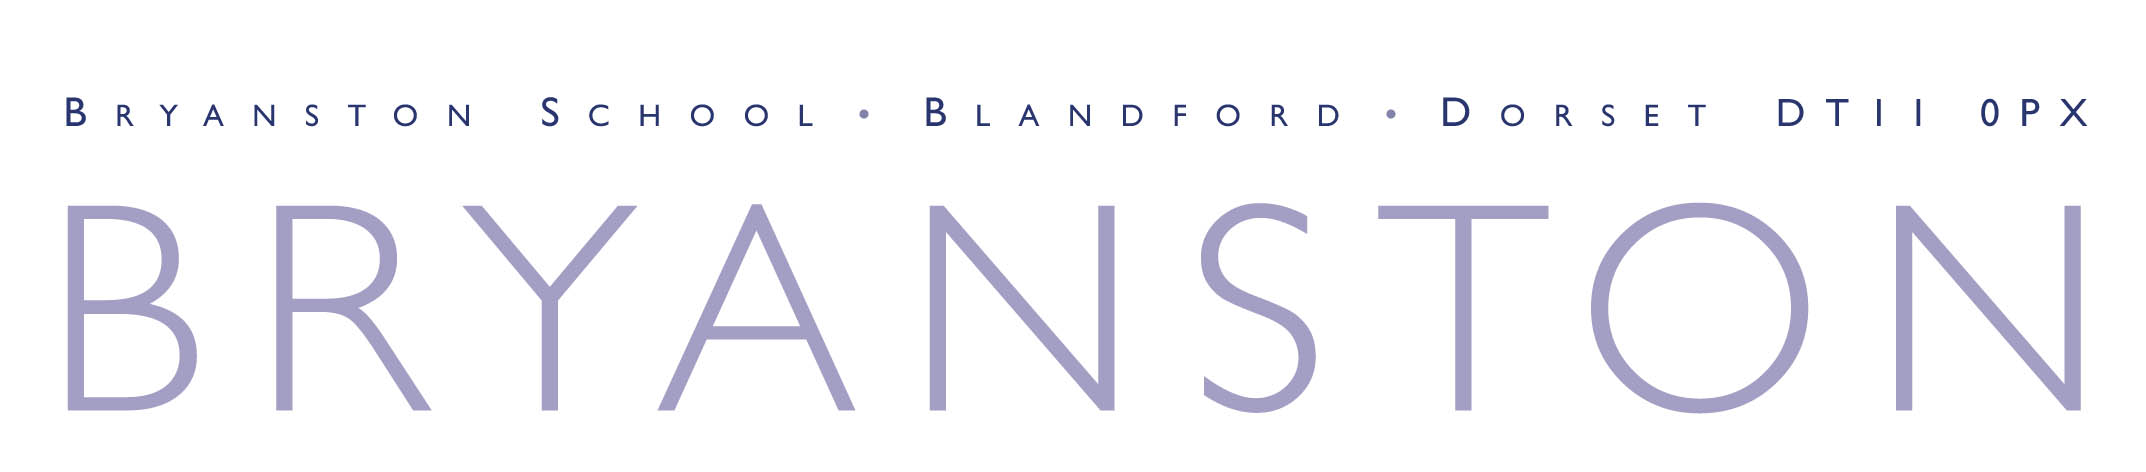 Bryanston School • Blandford • Dorset DT11 0PX
BRYANSTON